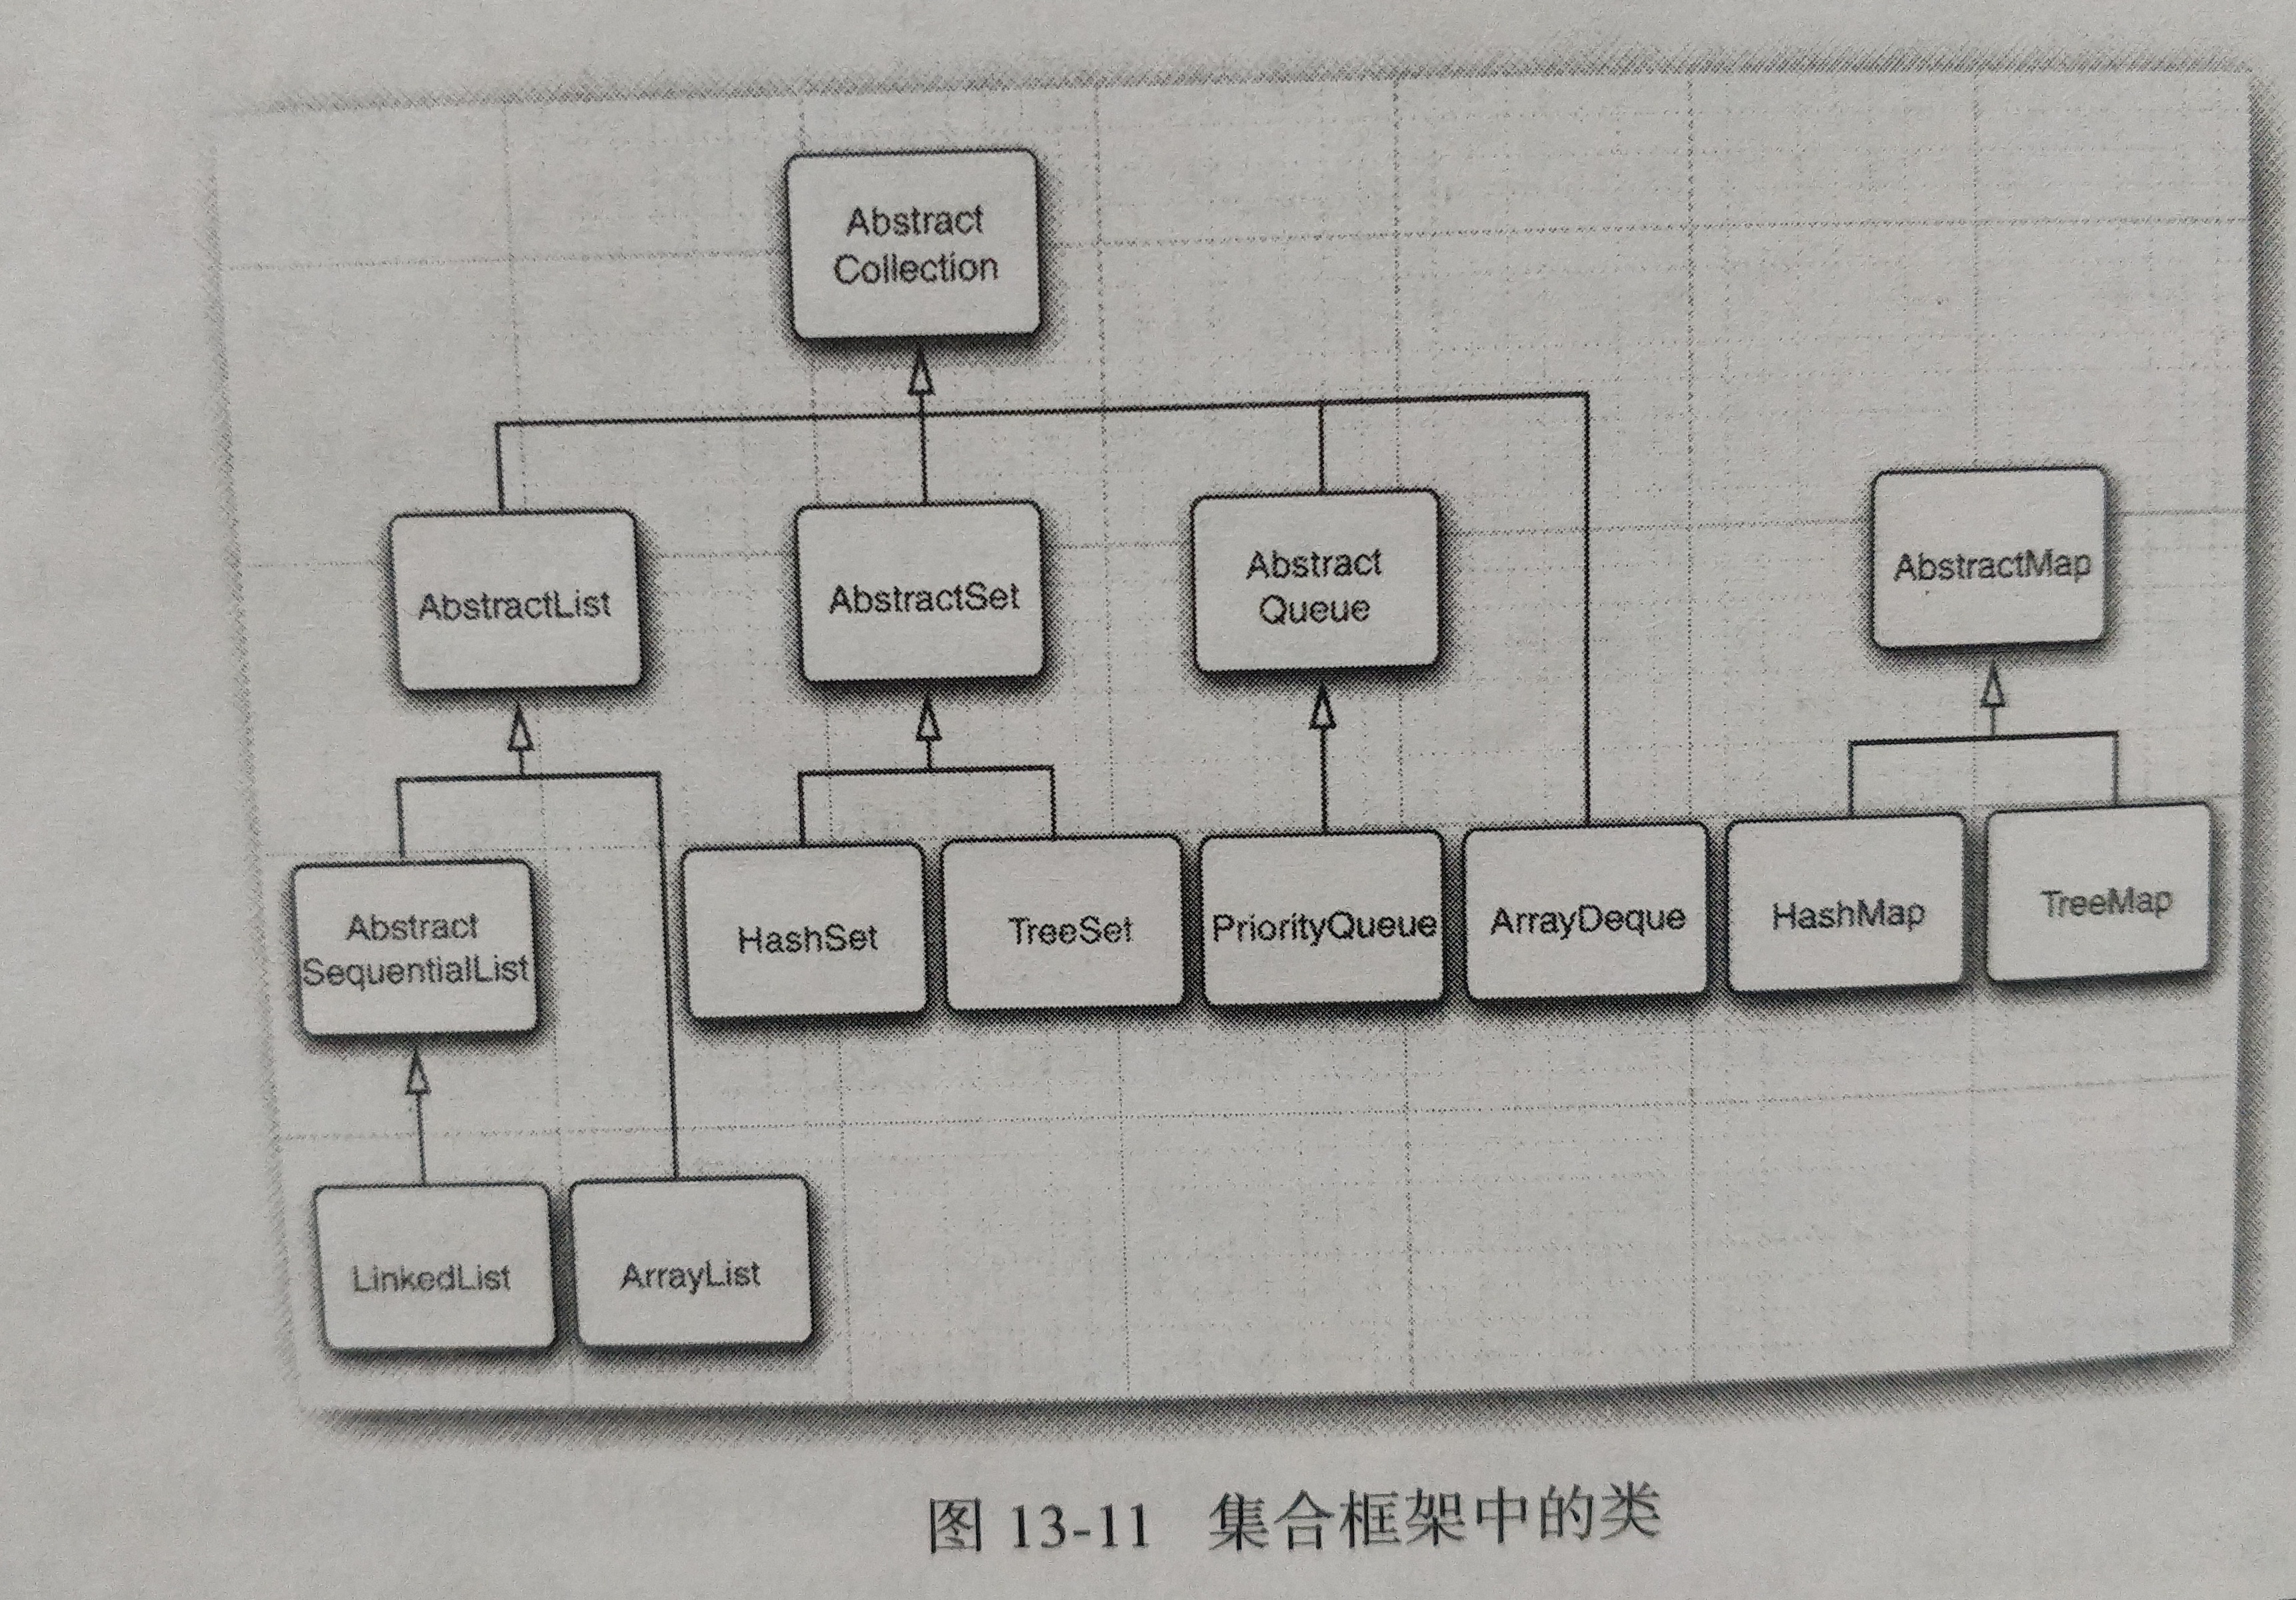 Abstract
Collection
AbstractList
AbstractSet
Abstract
Queue
AbstractMap
Abstract
SequentialList
HashSet
TreeSet
PriorityQueue
ArrayDeque
HashMap
TreeMap
LinkedList
ArrayList
图 13-11 集合框架中的类